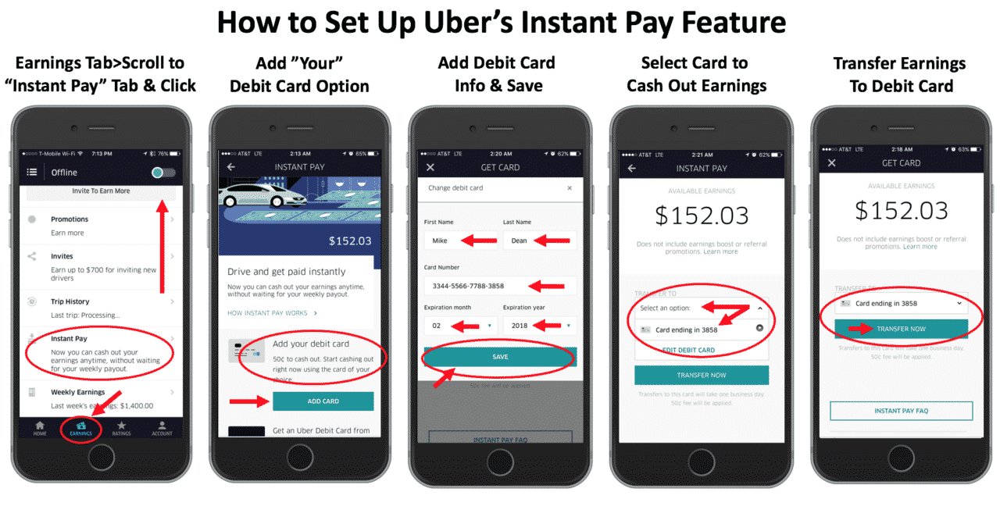 How to Set Up Uber's Instant Pay Feature
Earnings Tab>Scroll to
“Instant Pay” Tab & Click
T-Mobile Wi-Fi 7:13 PM 76%
Offline
Invite To Earn More
Promotions
Earn more
Invites
Earn up to $700 for inviting new
drivers
Trip History
Last trip: Processing...
Instant Pay
Now you can cash out your
earnings anytime, without waiting
for your weekly payout.
Weekly Earnings
Last week's earnings: $1,400.00
HOME EARNINGS RATINGS ACCOUNT
Add ”Your”
Debit Card Option
AT&T LTE 2:13 AM 65%
INSTANT PAY
$152.03
Drive and get paid instantly
Now you can cash out your earnings anytime,
without waiting for your weekly payout.
HOW INSTANT PAY WORKS >
Add your debit card
50¢ to cash out. Start cashing out
right now using the card of your
choice.
ADD CARD
Get an Uber Debit Card from
Add Debit Card
Info & Save
AT&T LTE 2:20 AM 62%
X GET CARD
Change debit card x
First Name Last Name
Mike Dean
Card Number
3344-5566-7788-3858
Expiration month Expiration year
02 2018
SAVE
50¢ fee will be applied.
INSTANT PAY FAQ
Select Card to
Cash Out Earnings
AT&T LTE 2:21 AM 62%
INSTANT PAY
AVAILABLE EARNINGS
$152.03
Does not include earnings boost or referral
promotions. Learn more
TRANSFER TO
Select an option:
Card ending in 3858
EDIT DEBIT CARD
TRANSFER NOW
Transfers to this card will take one business day.
50¢ fee will be applied.
Transfer Earnings
To Debit Card
AT&T LTE 2:18 AM 63%
X GET CARD
AVAILABLE EARNINGS
$152.03
Does not include earnings boost or referral
promotions. Learn more
TRANSFER TO
Card ending in 3858
TRANSFER NOW
Transfers to this card will take one business day.
50¢ fee will be applied.
INSTANT PAY FAQ